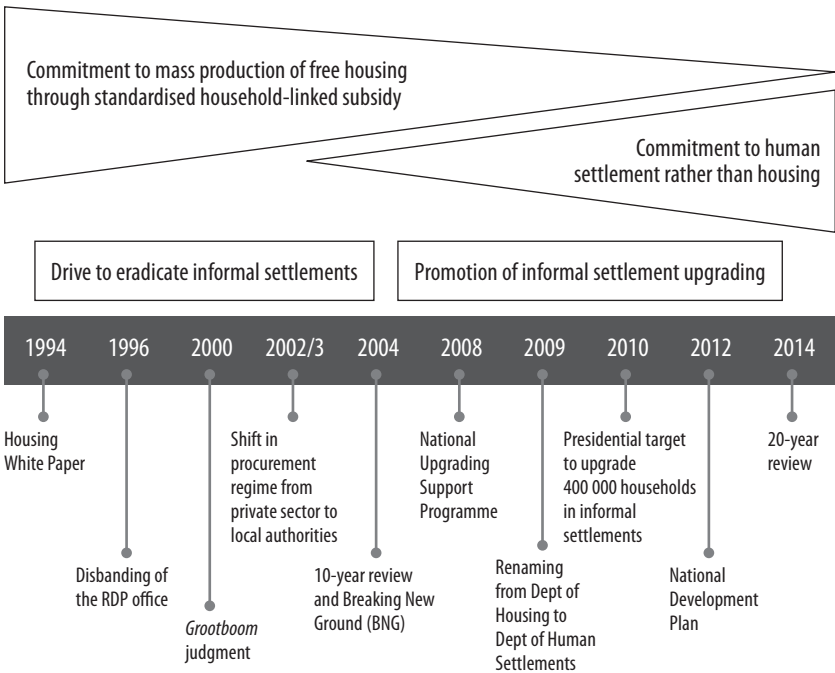 Commitment to mass production of free housing
through standardised household-linked subsidy
Commitment to human
settlement rather than housing
Drive to eradicate informal settlements
Promotion of informal settlement upgrading
1994
1996
2000
2002/3
2004
2008
2009
2010
2012
2014
Housing
White Paper
Disbanding of
the RDP office
Grootboom
judgment
Shift in
procurement
regime from
private sector to
local authorities
10-year review
and Breaking New
Ground (BNG)
National
Upgrading
Support
Programme
Renaming
from Dept of
Housing to
Dept of Human
Settlements
Presidential target
to upgrade
400 000 households
in informal
settlements
National
Development
Plan
20-year
review